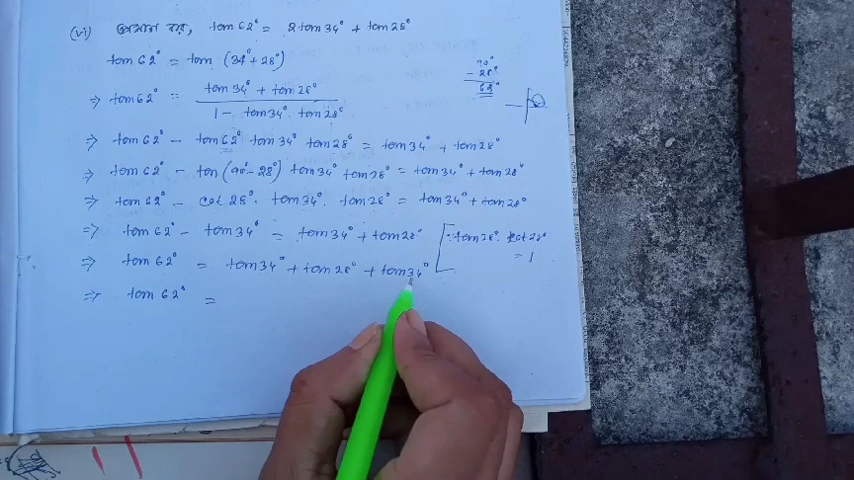 (vi) প্রমাণ কর, tan 62° = 2 tan 34° + tan 28°
tan 62° = tan (34° + 28°)
90°
- 28°
62°
⇒ tan 62° = tan 34° + tan 28° / 1 - tan 34° · tan 28°
⇒ tan 62° - tan 62° tan 34° tan 28° = tan 34° + tan 28°
⇒ tan 62° - tan (90° - 28°) tan 34° tan 28° = tan 34° + tan 28°
⇒ tan 62° - cot 28° · tan 34° · tan 28° = tan 34° + tan 28°
⇒ tan 62° - tan 34° = tan 34° + tan 28° [∵ tan 28° · cot 28°
= 1
⇒ tan 62° = tan 34° + tan 28° + tan 34°
⇒ tan 62° =